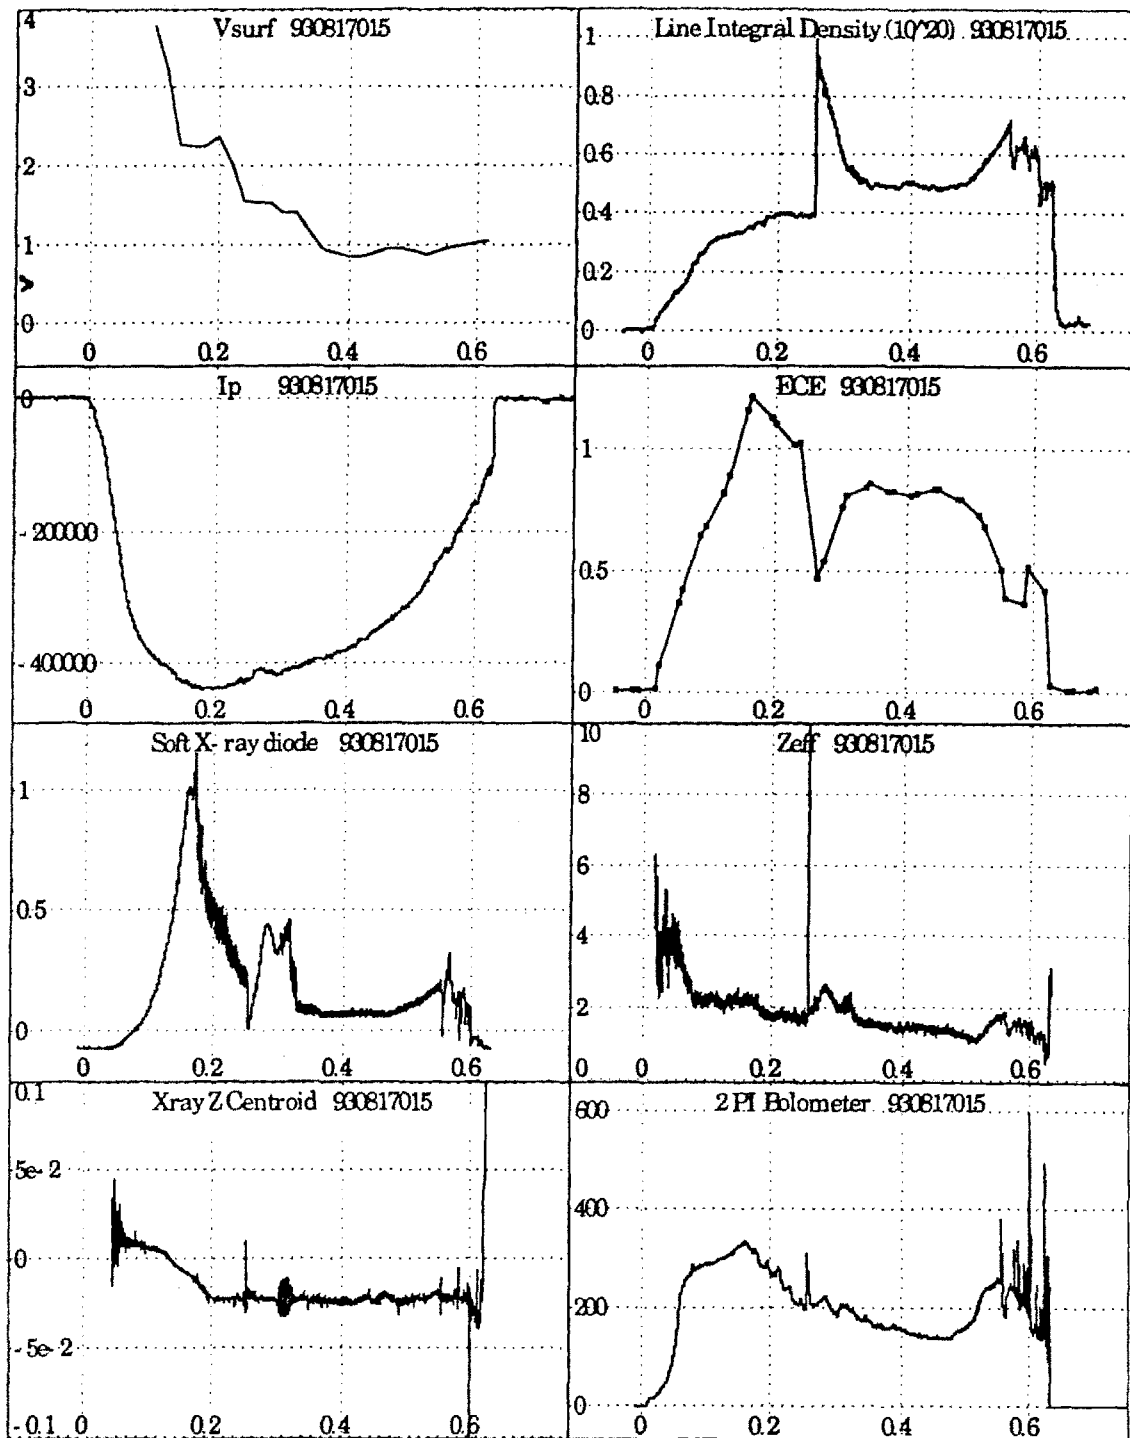 Vsurf 930817015
4
3
2
1
0
V
0 0.2 0.4 0.6
Line Integral Density (10^20) 930817015
1
0.8
0.6
0.4
0.2
0
0 0.2 0.4 0.6
Ip 930817015
0
-200000
-400000
0 0.2 0.4 0.6
ECE 930817015
1
0.5
0
0 0.2 0.4 0.6
Soft X-ray diode 930817015
1
0.5
0
0 0.2 0.4 0.6
Zeff 930817015
10
8
6
4
2
0
0 0.2 0.4 0.6
Xray Z Centroid 930817015
0.1
5e-2
0
-5e-2
-0.1
0 0.2 0.4 0.6
2 PI Bolometer 930817015
600
400
200
0
0 0.2 0.4 0.6